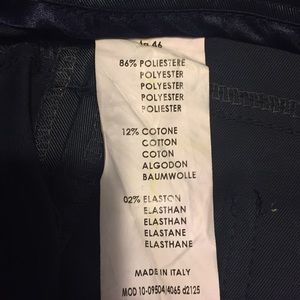 46
86% POLIESTERE
POLYESTER
POLYESTER
POLYESTER
POLIESTER
12% COTONE
COTTON
COTON
ALGODON
BAUMWOLLE
02% ELASTON
ELASTHAN
ELASTHAN
ELASTANE
ELASTHANE
MADE IN ITALY
MOD 10-09504/4065 d2125